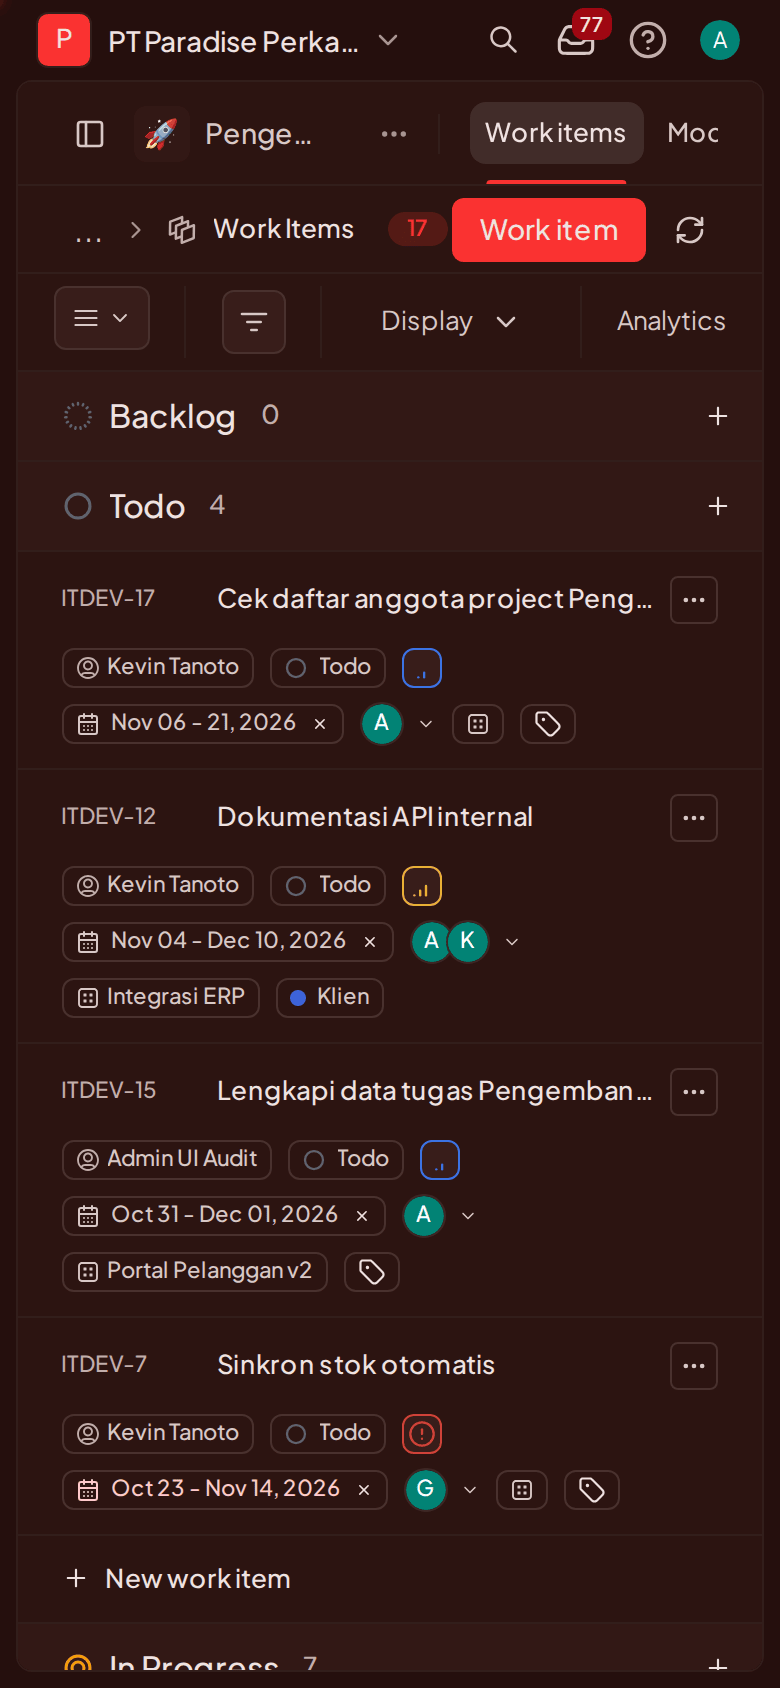 P PT Paradise Perka... 77 A
Penge... Work items Moc
... Work Items 17 Work item
Display Analytics
Backlog 0
Todo 4
ITDEV-17 Cek daftar anggota project Peng...
Kevin Tanoto Todo
Nov 06 - 21, 2026 A
ITDEV-12 Dokumentasi API internal
Kevin Tanoto Todo
Nov 04 - Dec 10, 2026 A K
Integrasi ERP Klien
ITDEV-15 Lengkapi data tugas Pengemban...
Admin UI Audit Todo
Oct 31 - Dec 01, 2026 A
Portal Pelanggan v2
ITDEV-7 Sinkron stok otomatis
Kevin Tanoto Todo
Oct 23 - Nov 14, 2026 G
New work item
In Progress 7